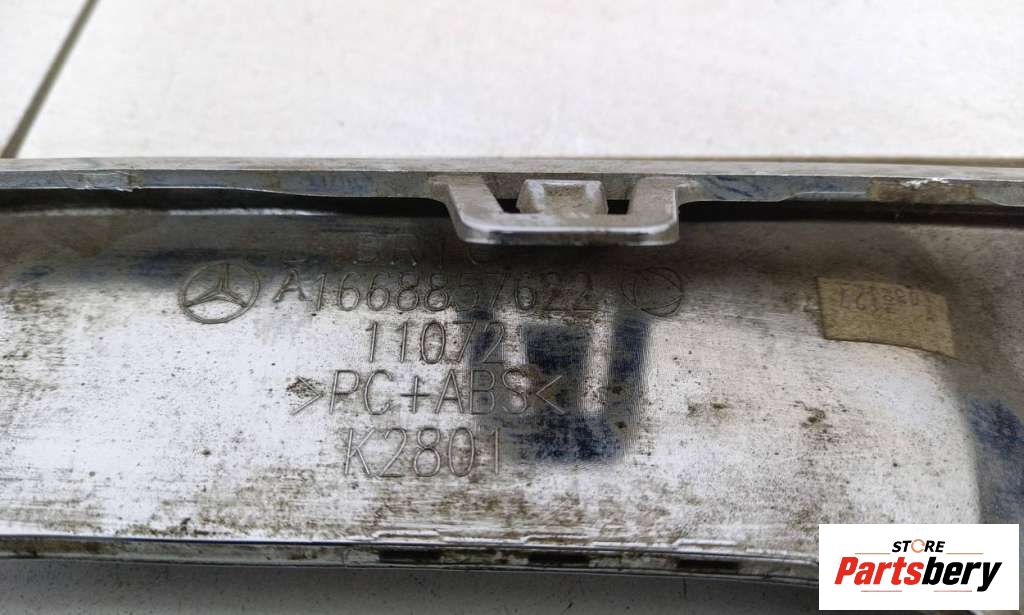 A1668857622
11072
>PC+ABS<
K2801
STORE
Partsbery